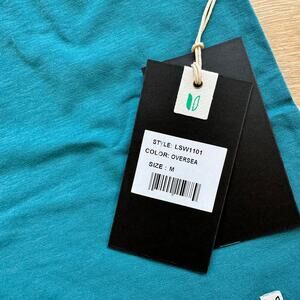 STYLE: LSW1101
COLOR: OVERSEA
SIZE : M